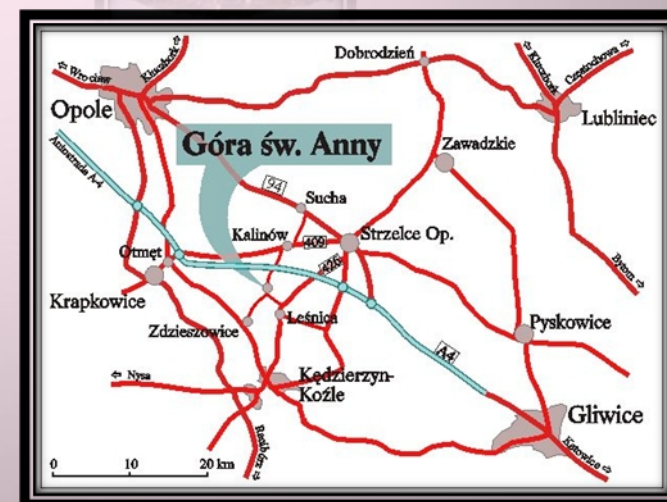 ⇐ Wrocław
Kluczbork ⇒
Dobrodzień
⇐ Kluczbork
Częstochowa ⇒
Opole
Lubliniec
Autostrada A-4
Góra św. Anny
Zawadzkie
94
Sucha
Kalinów
409
Strzelce Op.
Otmęt
426
Bytom ⇒
Krapkowice
Zdzieszowice
Leśnica
Pyskowice
A4
⇐ Nysa
Kędzierzyn-
Koźle
Gliwice
Racibórz ⇒
Katowice ⇒
0 10 20 km